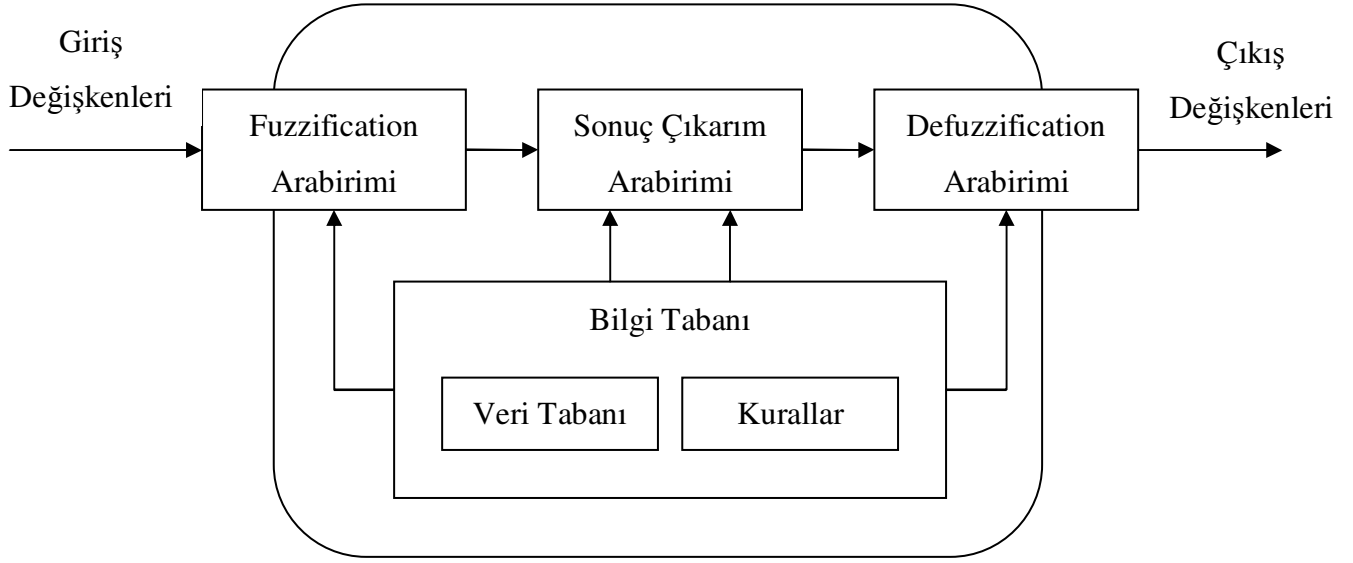 Giriş
Değişkenleri
Fuzzification
Arabirimi
Sonuç Çıkarım
Arabirimi
Defuzzification
Arabirimi
Çıkış
Değişkenleri
Bilgi Tabanı
Veri Tabanı
Kurallar